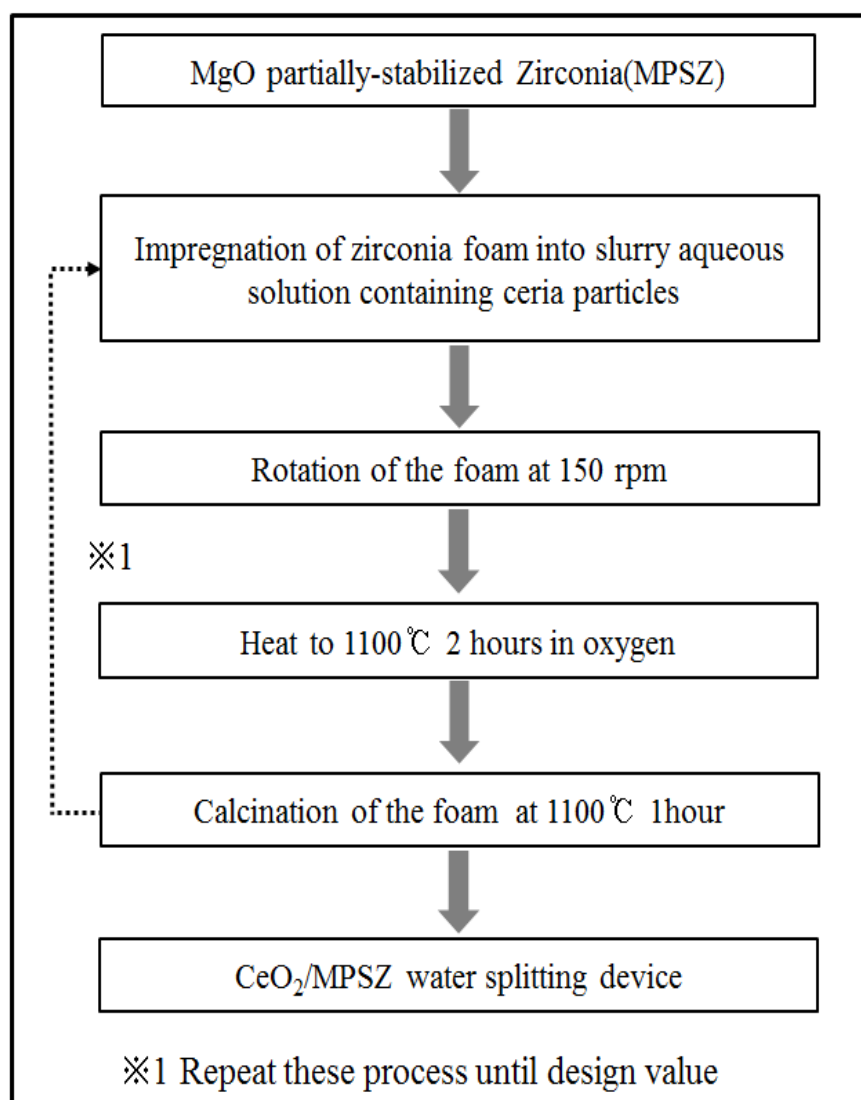 MgO partially-stabilized Zirconia(MPSZ)
Impregnation of zirconia foam into slurry aqueous
solution containing ceria particles
Rotation of the foam at 150 rpm
※1
Heat to 1100℃ 2 hours in oxygen
Calcination of the foam at 1100℃ 1hour
CeO₂/MPSZ water splitting device
※1 Repeat these process until design value